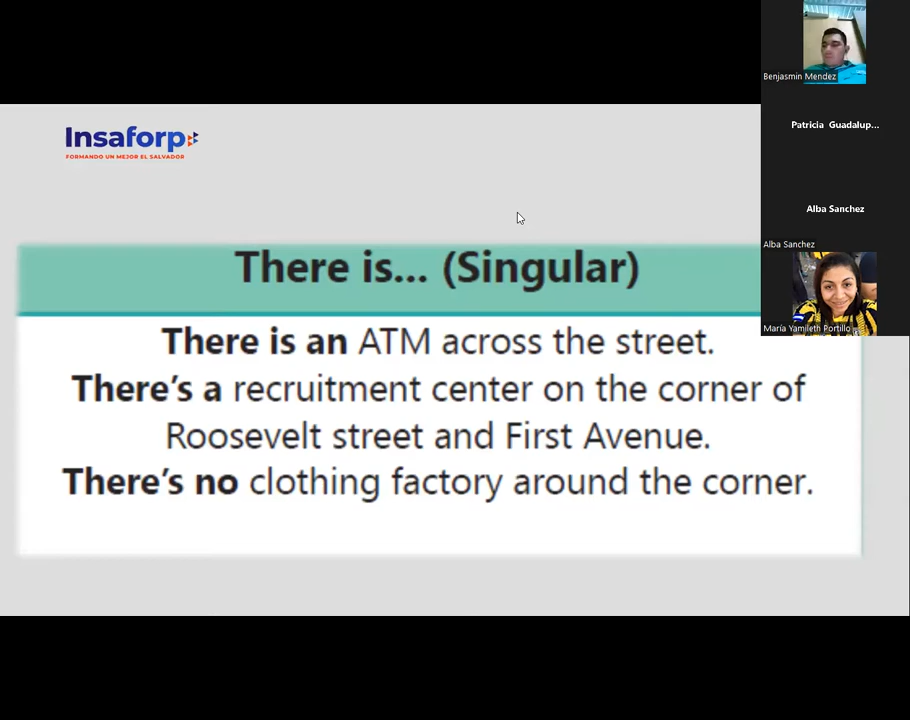 Insaforp
FORMANDO UN MEJOR EL SALVADOR
There is... (Singular)
There is an ATM across the street.
There's a recruitment center on the corner of
Roosevelt street and First Avenue.
There's no clothing factory around the corner.
Benjasmin Mendez
Patricia Guadalup...
Alba Sanchez
Alba Sanchez
María Yamileth Portillo